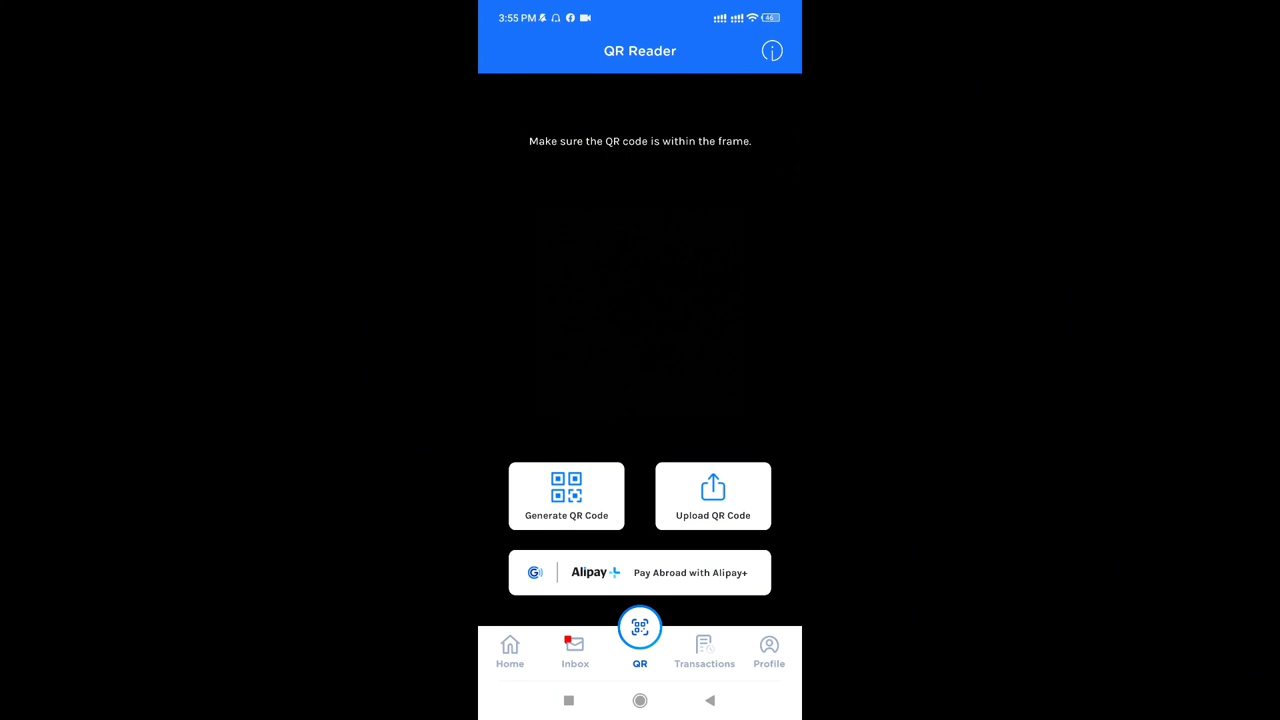 3:55 PM
46
QR Reader
Make sure the QR code is within the frame.
Generate QR Code
Upload QR Code
G
Alipay+
Pay Abroad with Alipay+
Home
Inbox
QR
Transactions
Profile